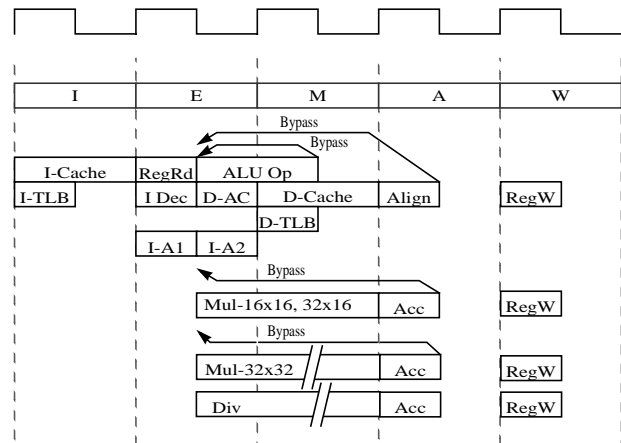 I E M A W
Bypass
Bypass
I-Cache RegRd ALU Op
I-TLB I Dec D-AC D-Cache Align RegW
D-TLB
I-A1 I-A2
Bypass
Mul-16x16, 32x16 Acc RegW
Bypass
Mul-32x32 Acc RegW
Div Acc RegW